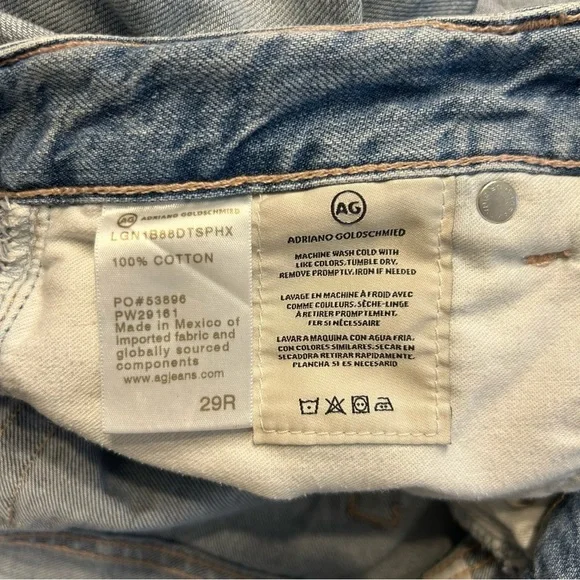 AG ADRIANO GOLDSCHMIED
LGN1B88DTSPHX
100% COTTON
PO#53896
PW29161
Made in Mexico of
Imported fabric and
globally sourced
components
www.agjeans.com
29R
AG
ADRIANO GOLDSCHMIED
MACHINE WASH COLD WITH
LIKE COLORS. TUMBLE DRY.
REMOVE PROMPTLY. IRON IF NEEDED
LAVAGE EN MACHINE À FROID AVEC
COMME COULEURS. SÈCHE-LINGE
À RETIRER PROMPTEMENT.
FER SI NÉCESSAIRE
LAVAR A MAQUINA CON AGUA FRIA.
CON COLORES SIMILARES. SECAR EN
SECADORA RETIRAR RAPIDAMENTE.
PLANCHA SI ES NECESARIO